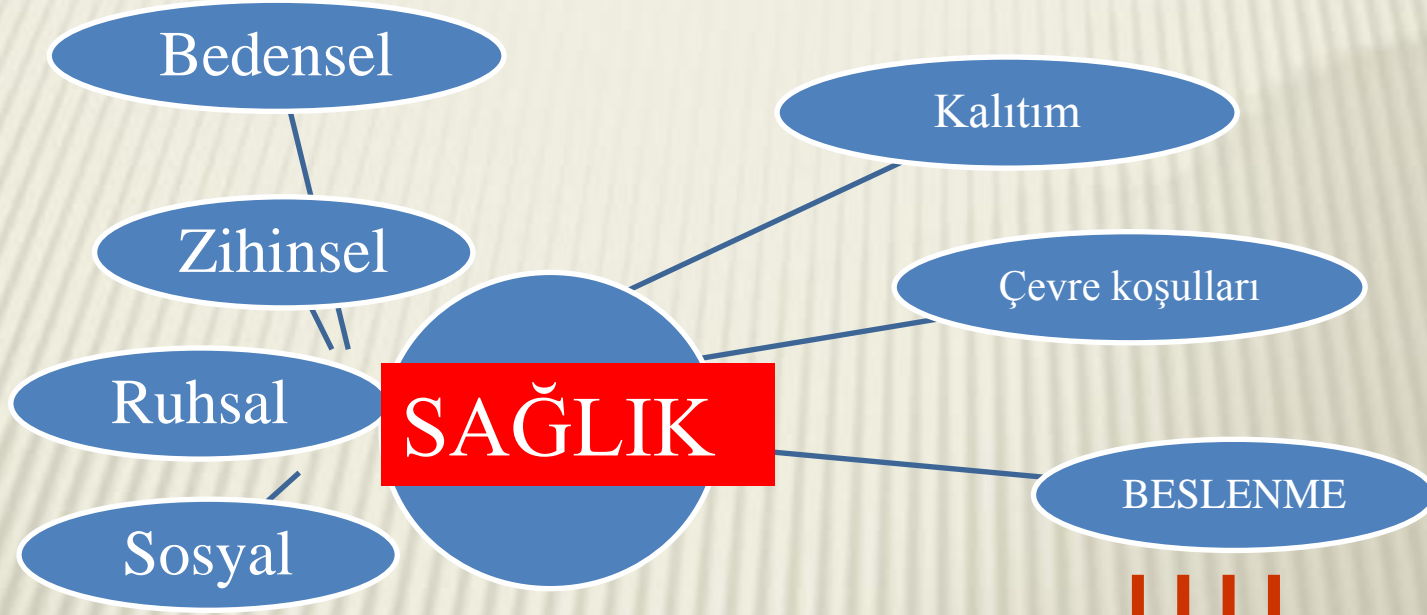 Bedensel
Zihinsel
Ruhsal
Sosyal
SAĞLIK
Kalıtım
Çevre koşulları
BESLENME